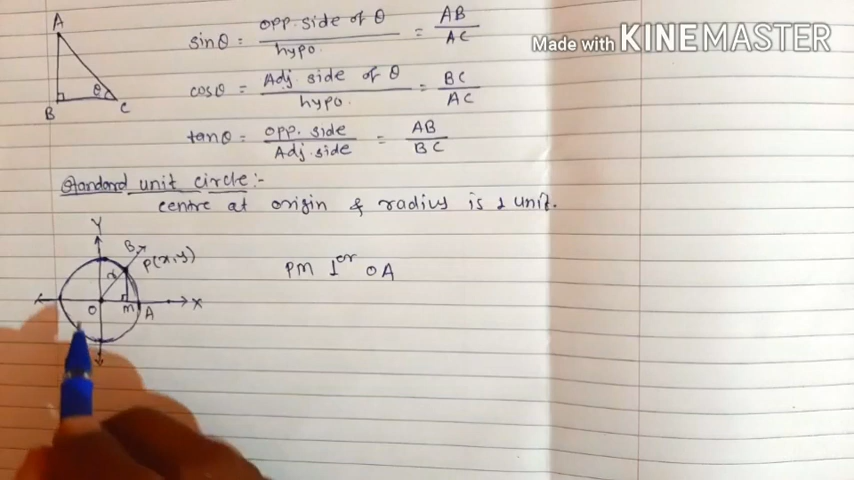 A
B
C
θ
sinθ = opp. side of θ / hypo. = AB / AC
cosθ = Adj. side of θ / hypo. = BC / AC
tanθ = opp. side / Adj. side = AB / BC
Made with KINEMASTER
Standard unit circle:-
centre at origin & radius is 1 unit.
Y
B
P(x,y)
r
O
M
A
X
PM ⊥er OA